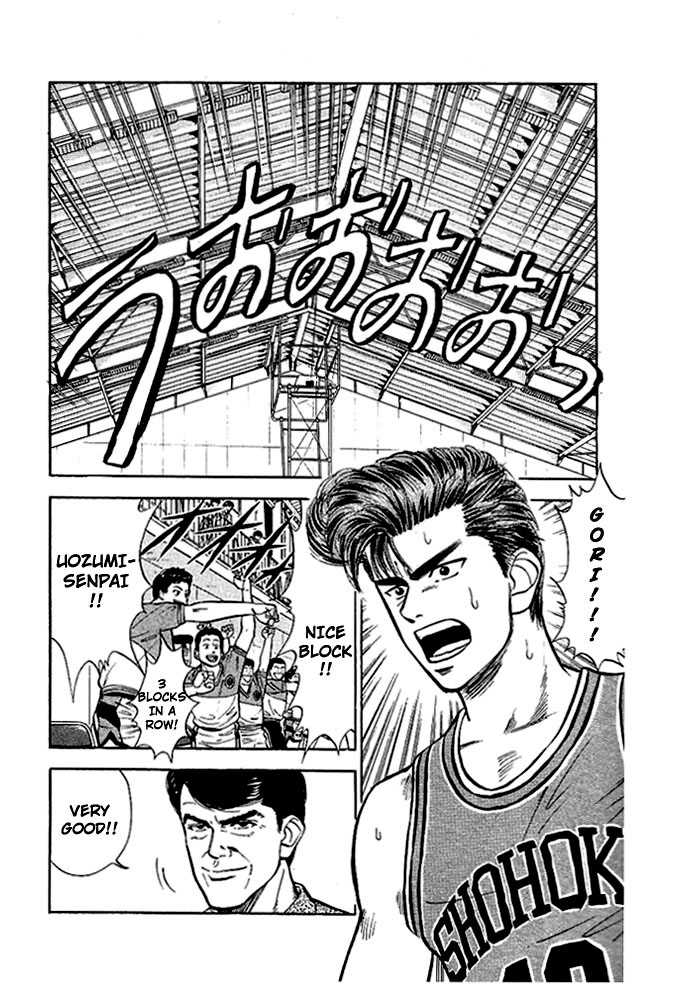 うおおおおっ
GORI!!!
UOZUMI-
SENPAI
!!
NICE
BLOCK
!!
3
BLOCKS
IN A
ROW!
VERY
GOOD!!
SHOHOK